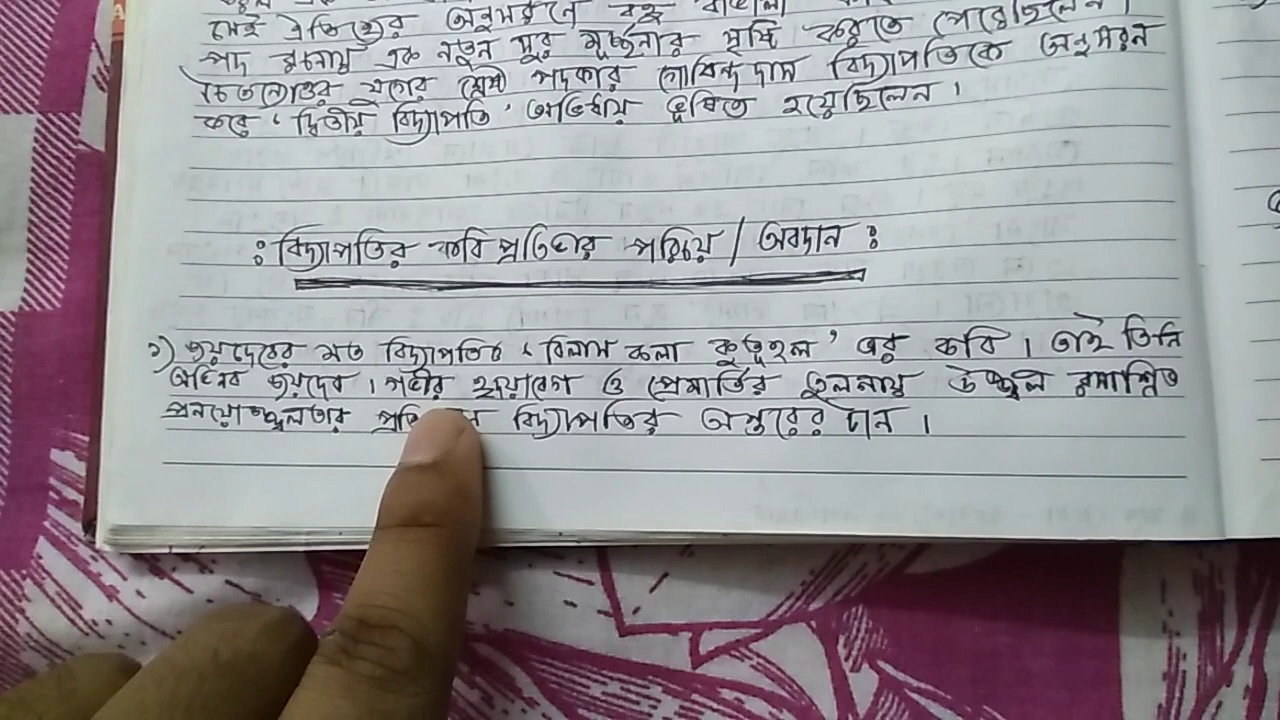 সেই ঐতিহ্যের অনুসরণে বহু
পদ রচনায় এক নতুন সুর মূর্চ্ছনার সৃষ্টি করতে পেরেছিলেন।
চৈতন্যোত্তর যুগের শ্রেষ্ঠ পদকার গোবিন্দ দাস বিদ্যাপতিকে অনুসরন
করে ‘দ্বিতীয় বিদ্যাপতি’ অভিধায় ভূষিত হয়েছিলেন।
ঃ বিদ্যাপতির কবি প্রতিভার পরিচয় / অবদান ঃ
১) জয়দেবের মত বিদ্যাপতিও ‘বিলাস কলা কুতূহল’ এর কবি। তাই তিনি
অভিনব জয়দেব। গভীর হৃদয়াবেগ ও প্রেমার্তির তুলনায় উজ্জ্বল রসাশ্রিত
প্রনয়োজ্জ্বলতার বিদ্যাপতির অন্তরের দান।